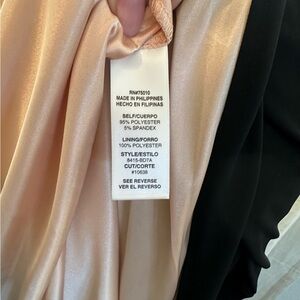 RN#75010
MADE IN PHILIPPINES
HECHO EN FILIPINAS
SELF/CUERPO
95% POLYESTER
5% SPANDEX
LINING/FORRO
100% POLYESTER
STYLE/ESTILO
8415-BD7A
CUT/CORTE
#10638
SEE REVERSE
VER EL REVERSO